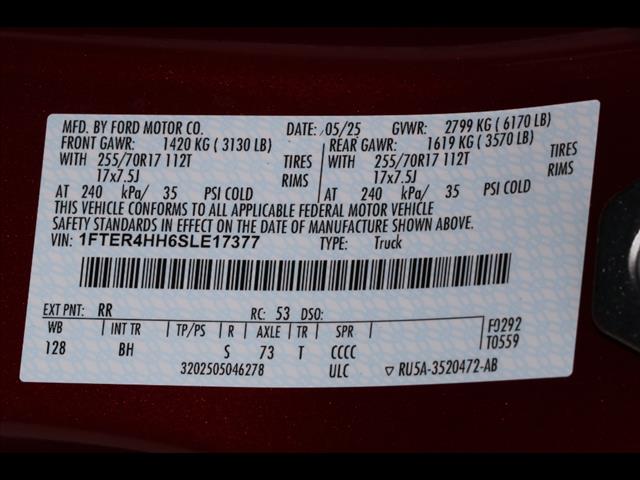 MFD. BY FORD MOTOR CO. DATE: 05/25 GVWR: 2799 KG ( 6170 LB)
FRONT GAWR: 1420 KG ( 3130 LB) REAR GAWR: 1619 KG ( 3570 LB)
WITH 255/70R17 112T TIRES WITH 255/70R17 112T TIRES
17x7.5J RIMS 17x7.5J RIMS
AT 240 kPa/ 35 PSI COLD AT 240 kPa/ 35 PSI COLD
THIS VEHICLE CONFORMS TO ALL APPLICABLE FEDERAL MOTOR VEHICLE
SAFETY STANDARDS IN EFFECT ON THE DATE OF MANUFACTURE SHOWN ABOVE.
VIN: 1FTER4HH6SLE17377 TYPE: Truck
EXT PNT: RR RC: 53 DSO:
WB INT TR TP/PS R AXLE TR SPR F0292
128 BH S 73 T CCCC T0559
3202505046278 ULC ▼ RU5A-3520472-AB